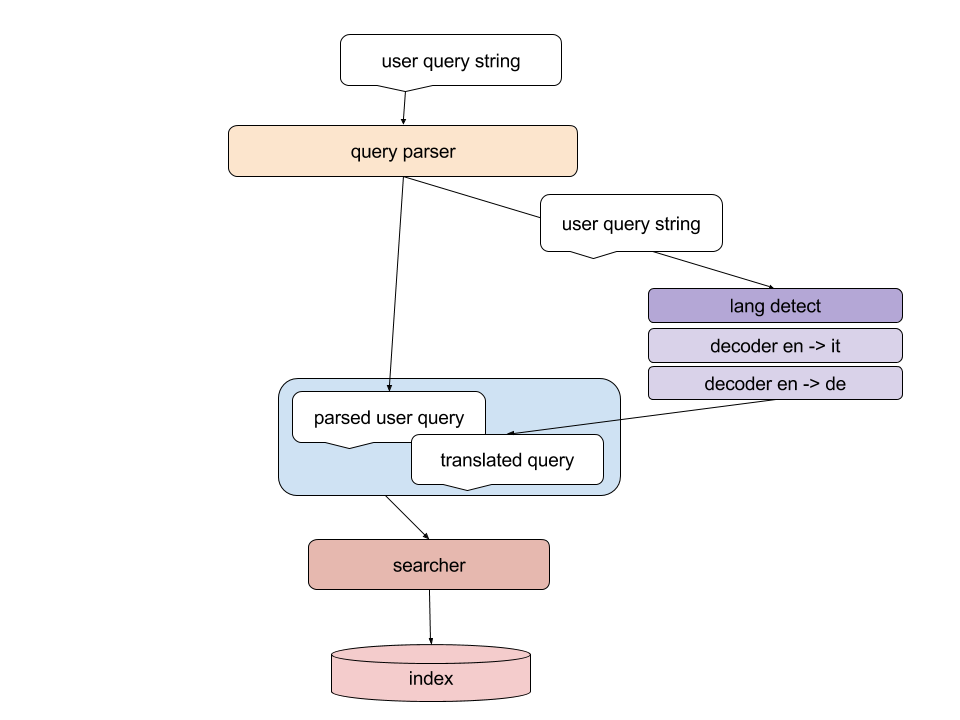 user query string
query parser
user query string
lang detect
decoder en -> it
decoder en -> de
parsed user query
translated query
searcher
index